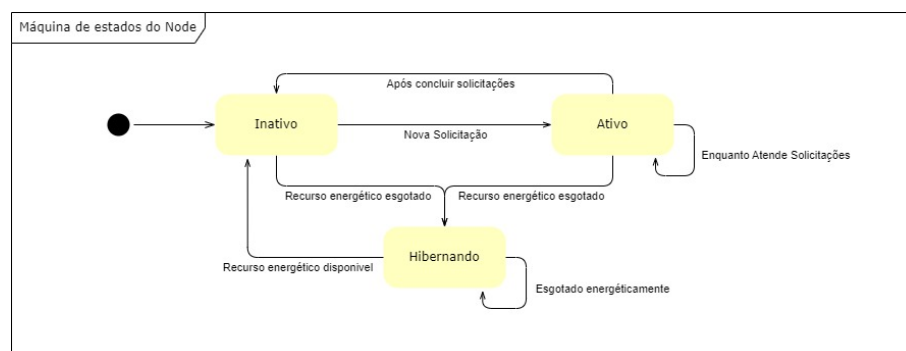 Máquina de estados do Node
Após concluir solicitações
Inativo
Ativo
Nova Solicitação
Enquanto Atende Solicitações
Recurso energético esgotado
Recurso energético esgotado
Hibernando
Recurso energético disponivel
Esgotado energéticamente